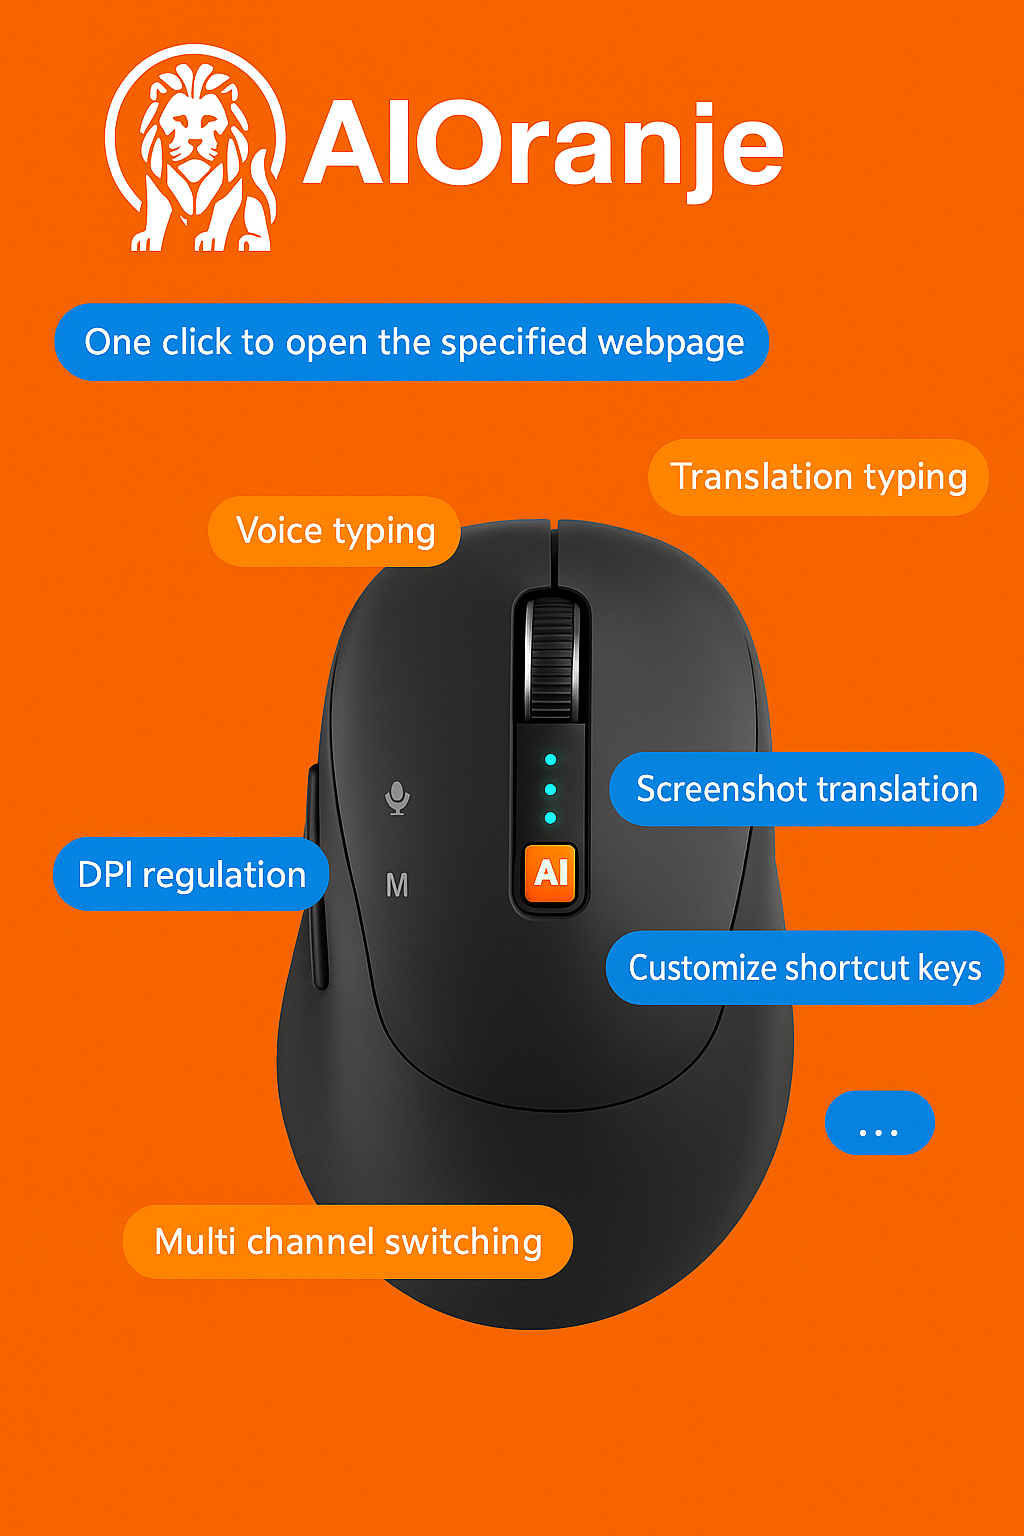 AIOranje
One click to open the specified webpage
Translation typing
Voice typing
Screenshot translation
DPI regulation
M
AI
Customize shortcut keys
...
Multi channel switching